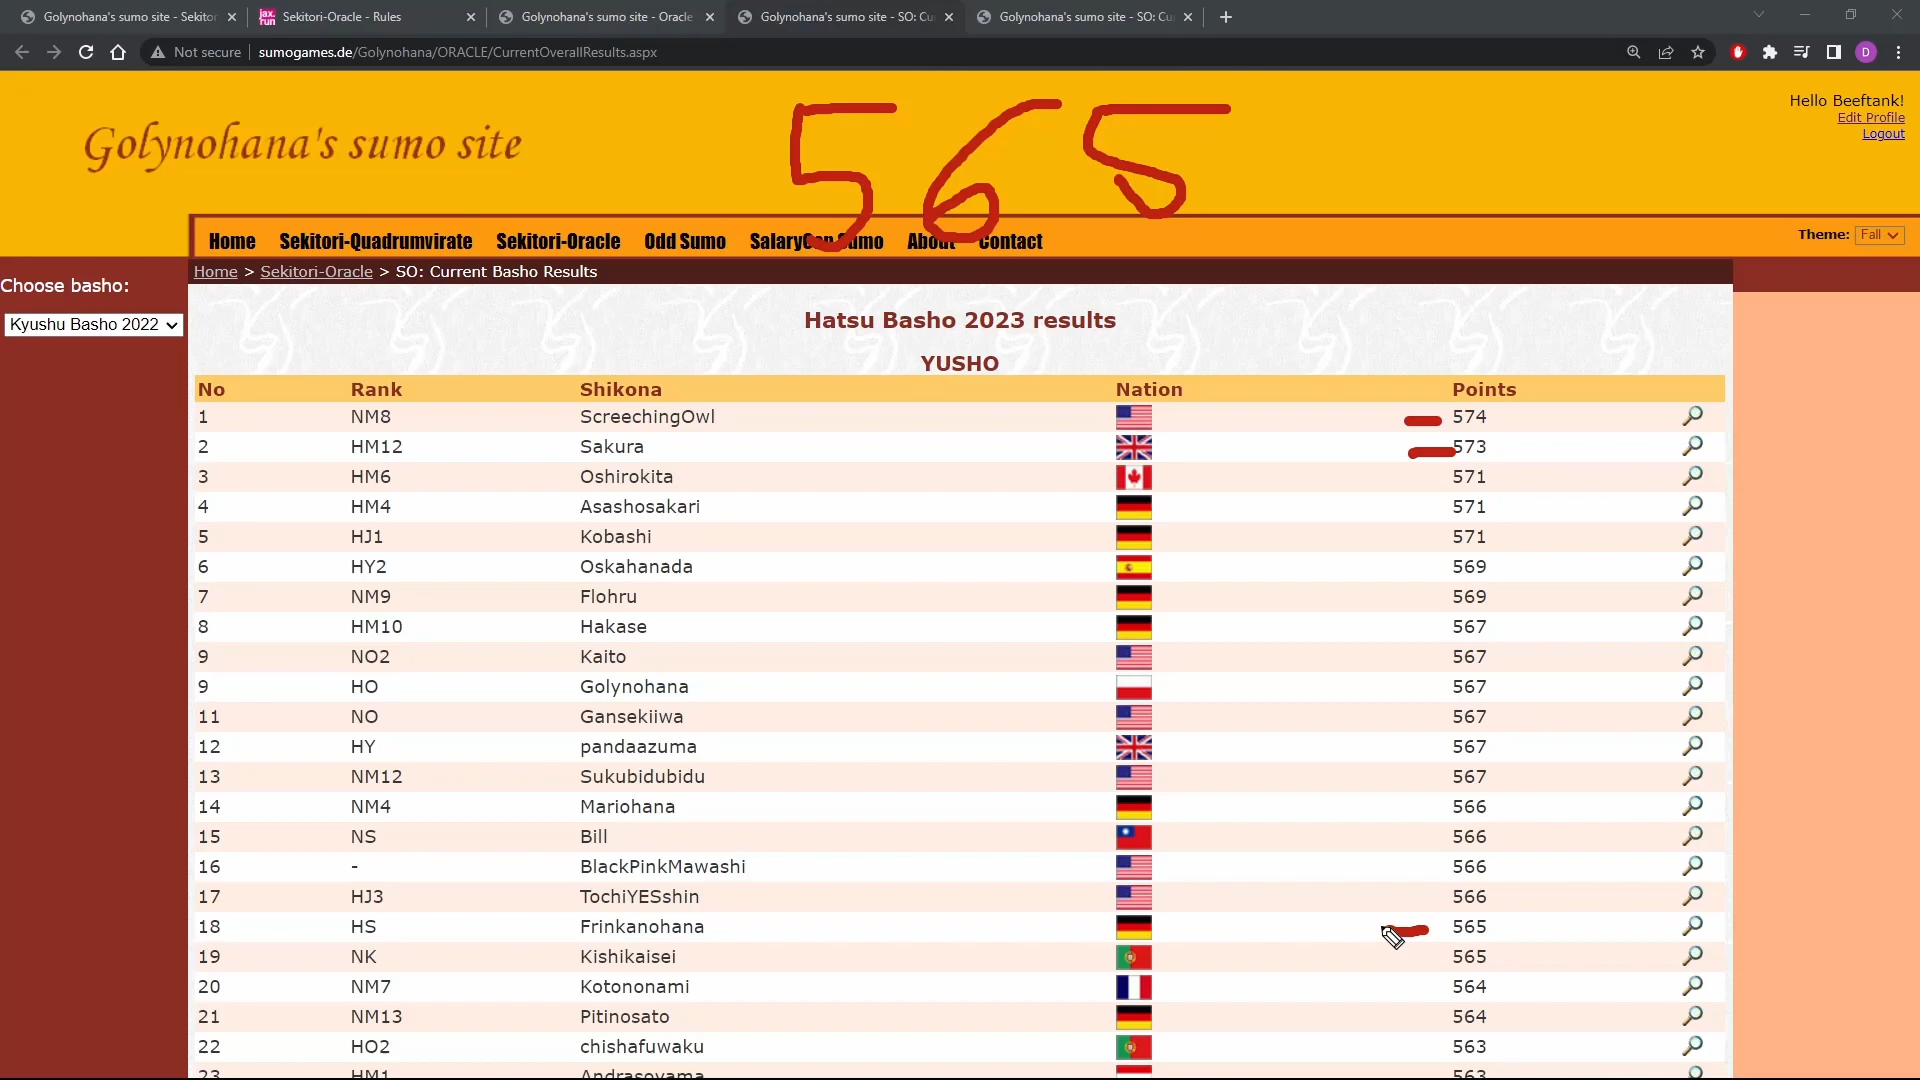 Golynohana's sumo site - Sekitor
Sekitori-Oracle - Rules
Golynohana's sumo site - Oracle
Golynohana's sumo site - SO: Cu
Golynohana's sumo site - SO: Cu
Not secure
sumogames.de/Golynohana/ORACLE/CurrentOverallResults.aspx
D
Golynohana's sumo site
565
Hello Beeftank!
Edit Profile
Logout
Home Sekitori-Quadrumvirate Sekitori-Oracle Odd Sumo SalaryCap Sumo About Contact
Theme: Fall
Home > Sekitori-Oracle > SO: Current Basho Results
Choose basho:
Kyushu Basho 2022
Hatsu Basho 2023 results
YUSHO
No Rank Shikona Nation Points
1 NM8 ScreechingOwl 574
2 HM12 Sakura 573
3 HM6 Oshirokita 571
4 HM4 Asashosakari 571
5 HJ1 Kobashi 571
6 HY2 Oskahanada 569
7 NM9 Flohru 569
8 HM10 Hakase 567
9 NO2 Kaito 567
9 HO Golynohana 567
11 NO Gansekiiwa 567
12 HY pandaazuma 567
13 NM12 Sukubidubidu 567
14 NM4 Mariohana 566
15 NS Bill 566
16 - BlackPinkMawashi 566
17 HJ3 TochiYESshin 566
18 HS Frinkanohana 565
19 NK Kishikaisei 565
20 NM7 Kotononami 564
21 NM13 Pitinosato 564
22 HO2 chishafuwaku 563
23 HM1 Andrasoyama 563